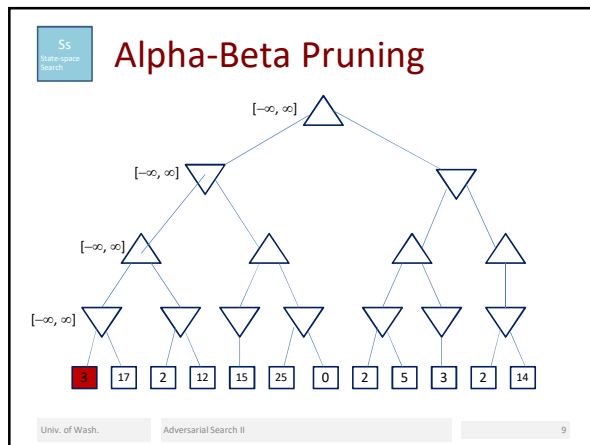 Ss
State-space
Search
Alpha-Beta Pruning
[−∞, ∞]
[−∞, ∞]
[−∞, ∞]
[−∞, ∞]
3 17 2 12 15 25 0 2 5 3 2 14
Univ. of Wash. Adversarial Search II 9